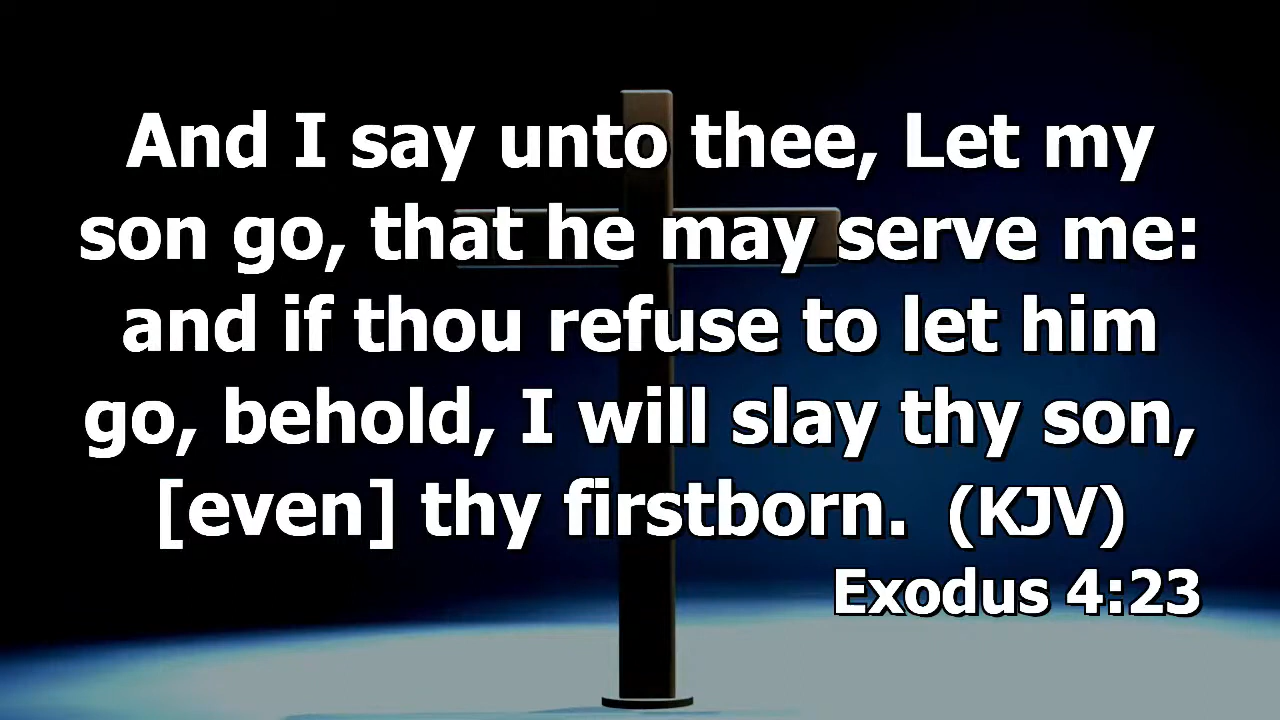 And I say unto thee, Let my
son go, that he may serve me:
and if thou refuse to let him
go, behold, I will slay thy son,
[even] thy firstborn. (KJV)
Exodus 4:23